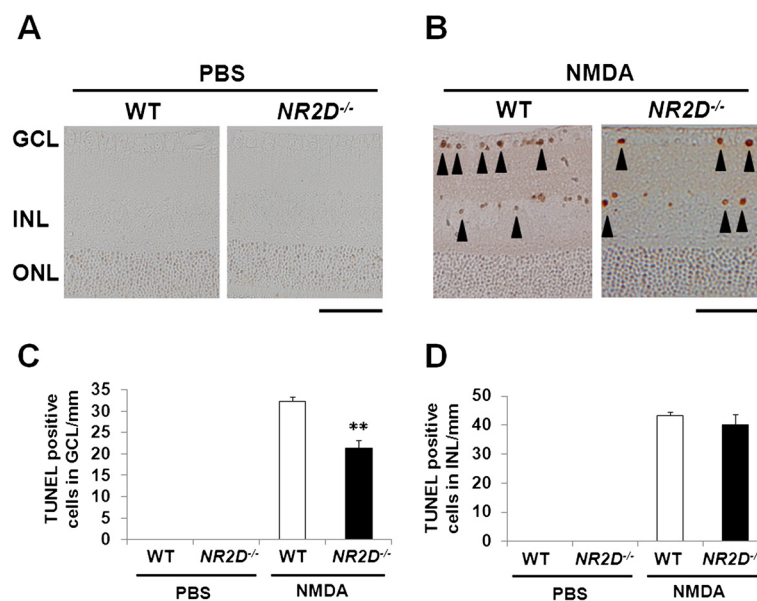 A
PBS
WT NR2D-/-
GCL
INL
ONL
B
NMDA
WT NR2D-/-
C
TUNEL positive
cells in GCL/mm
35
30
25
20
15
10
5
0
**
WT NR2D-/- WT NR2D-/-
PBS NMDA
D
TUNEL positive
cells in INL/mm
50
40
30
20
10
0
WT NR2D-/- WT NR2D-/-
PBS NMDA